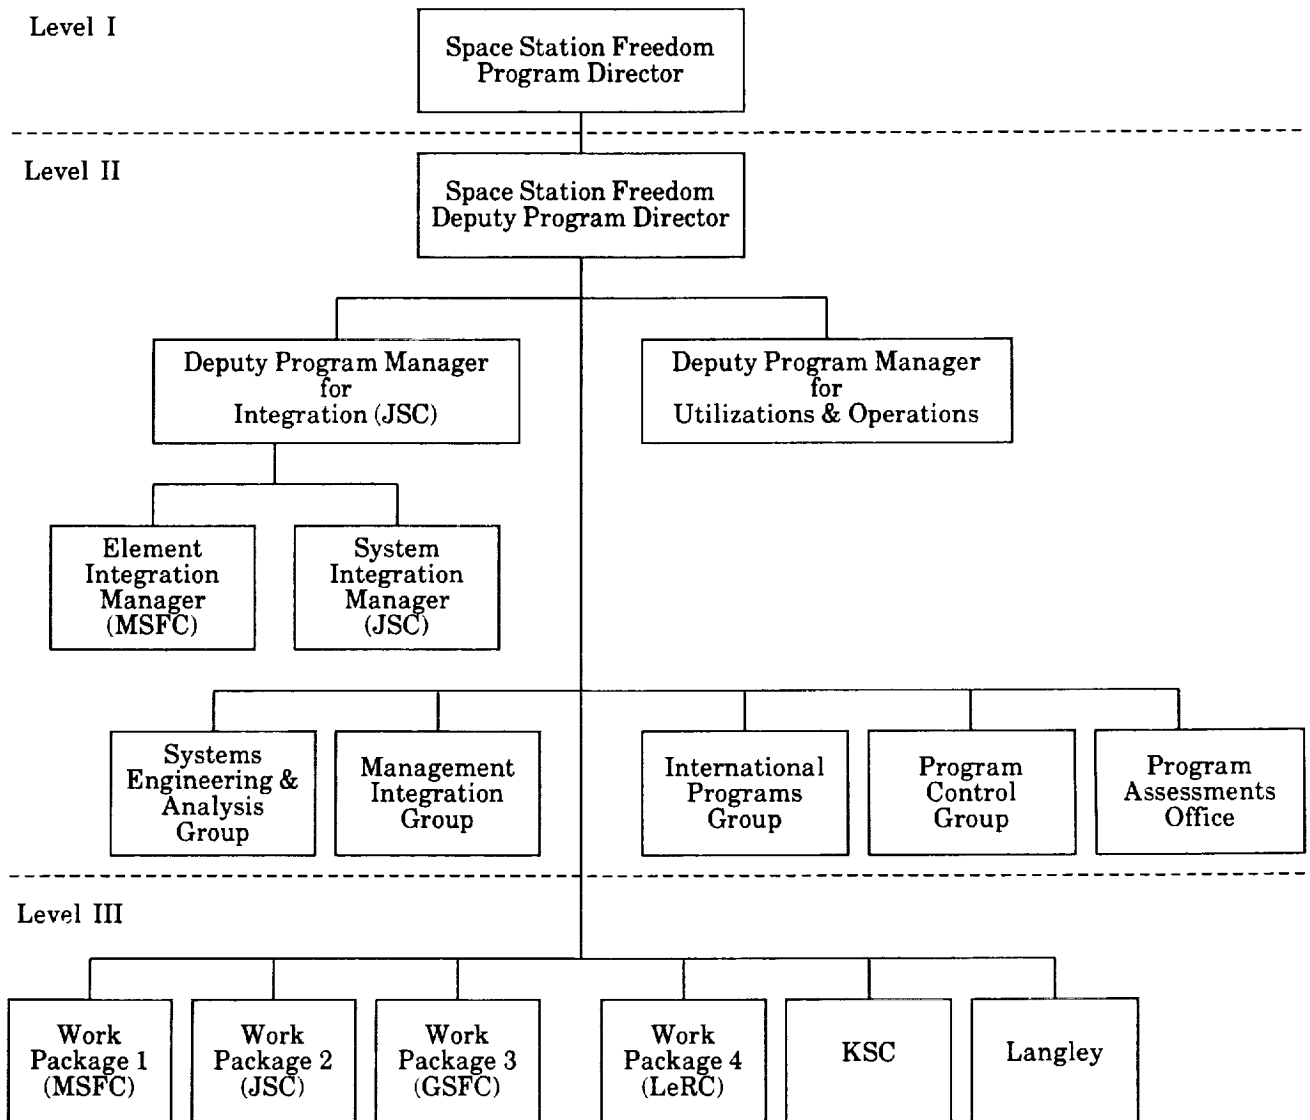 Level I
Space Station Freedom
Program Director
Level II
Space Station Freedom
Deputy Program Director
Deputy Program Manager
for
Integration (JSC)
Deputy Program Manager
for
Utilizations & Operations
Element
Integration
Manager
(MSFC)
System
Integration
Manager
(JSC)
Systems
Engineering &
Analysis
Group
Management
Integration
Group
International
Programs
Group
Program
Control
Group
Program
Assessments
Office
Level III
Work
Package 1
(MSFC)
Work
Package 2
(JSC)
Work
Package 3
(GSFC)
Work
Package 4
(LeRC)
KSC
Langley